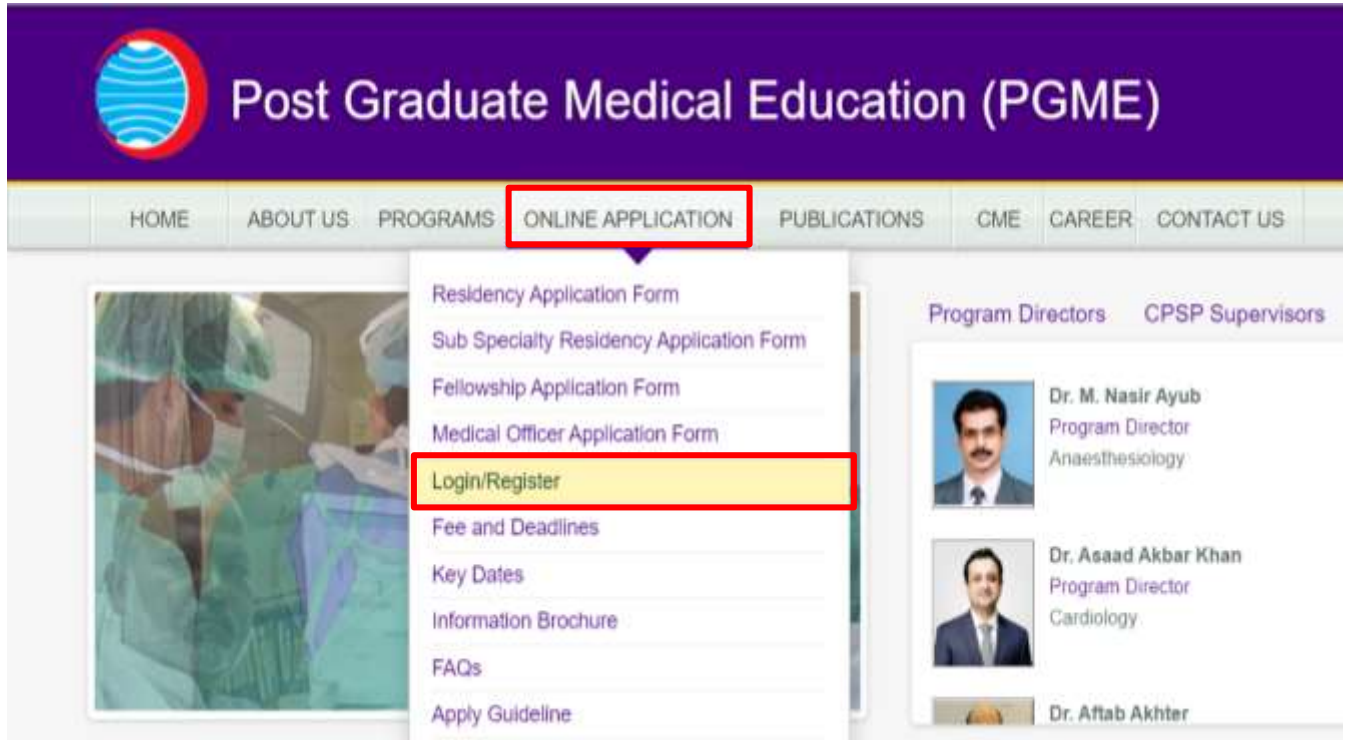 Post Graduate Medical Education (PGME)
HOME ABOUT US PROGRAMS ONLINE APPLICATION PUBLICATIONS CME CAREER CONTACT US
Residency Application Form
Sub Specialty Residency Application Form
Fellowship Application Form
Medical Officer Application Form
Login/Register
Fee and Deadlines
Key Dates
Information Brochure
FAQs
Apply Guideline
Program Directors CPSP Supervisors
Dr. M. Nasir Ayub
Program Director
Anaesthesiology
Dr. Asaad Akbar Khan
Program Director
Cardiology
Dr. Aftab Akhter